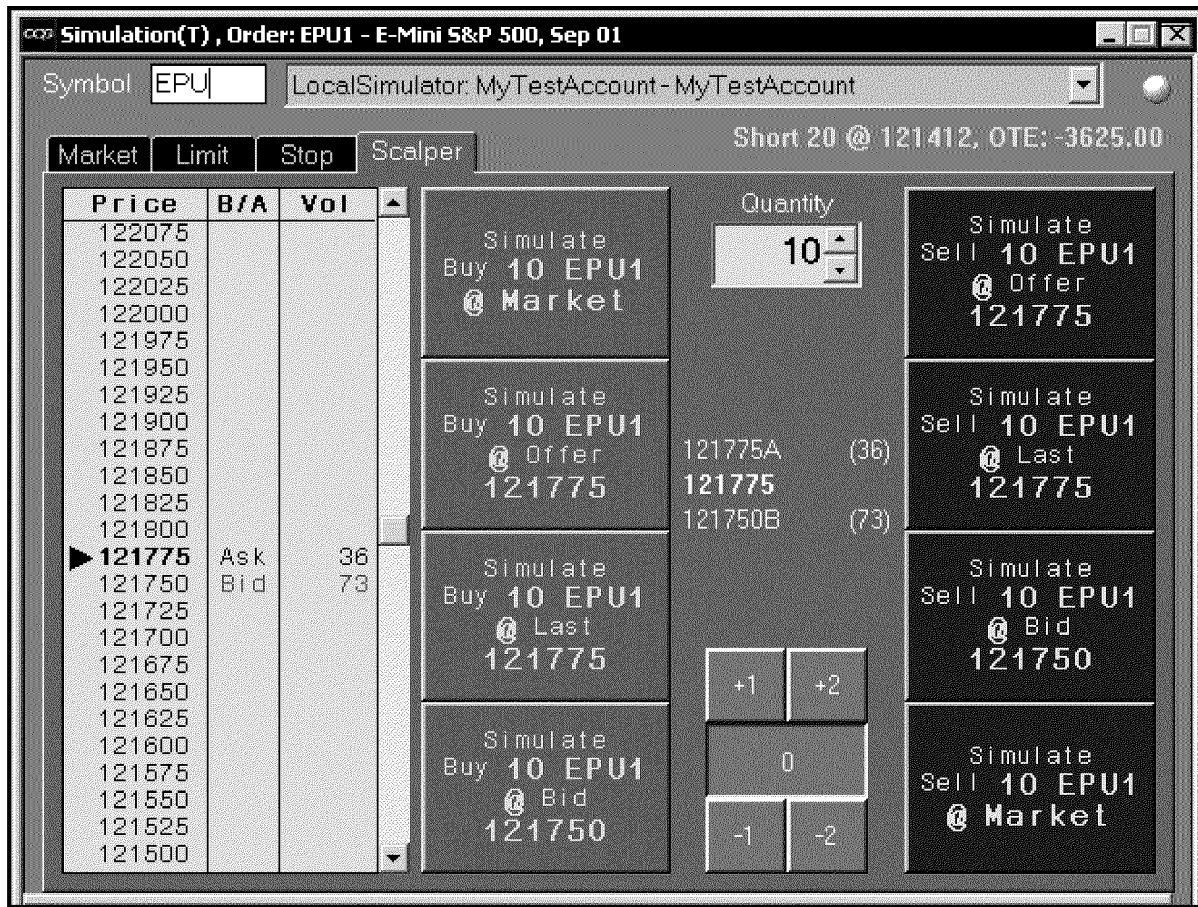 CQG Simulation(T) , Order: EPU1 - E-Mini S&P 500, Sep 01
Symbol EPU LocalSimulator: MyTestAccount - MyTestAccount
Short 20 @ 121412, OTE: -3625.00
Market Limit Stop Scalper
Price B/A Vol
122075
122050
122025
122000
121975
121950
121925
121900
121875
121850
121825
121800
121775 Ask 36
121750 Bid 73
121725
121700
121675
121650
121625
121600
121575
121550
121525
121500
Simulate
Buy 10 EPU1
@ Market
Simulate
Buy 10 EPU1
@ Offer
121775
Simulate
Buy 10 EPU1
@ Last
121775
Simulate
Buy 10 EPU1
@ Bid
121750
Quantity
10
121775A (36)
121775
121750B (73)
+1 +2
0
-1 -2
Simulate
Sell 10 EPU1
@ Offer
121775
Simulate
Sell 10 EPU1
@ Last
121775
Simulate
Sell 10 EPU1
@ Bid
121750
Simulate
Sell 10 EPU1
@ Market